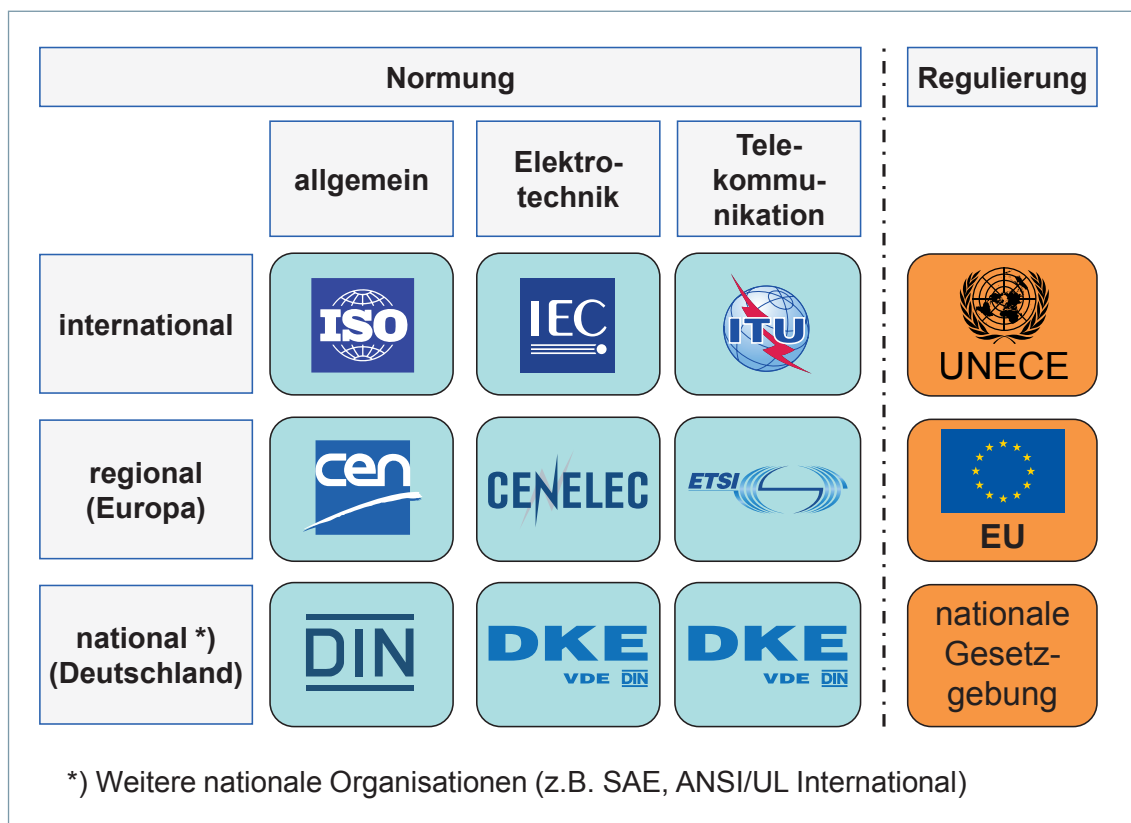 Normung
Regulierung
allgemein
Elektro-
technik
Tele-
kommu-
nikation
international
ISO
IEC
ITU
UNECE
regional
(Europa)
cen
CENELEC
ETSI
EU
national *)
(Deutschland)
DIN
DKE
VDE DIN
DKE
VDE DIN
nationale
Gesetz-
gebung
*) Weitere nationale Organisationen (z.B. SAE, ANSI/UL International)